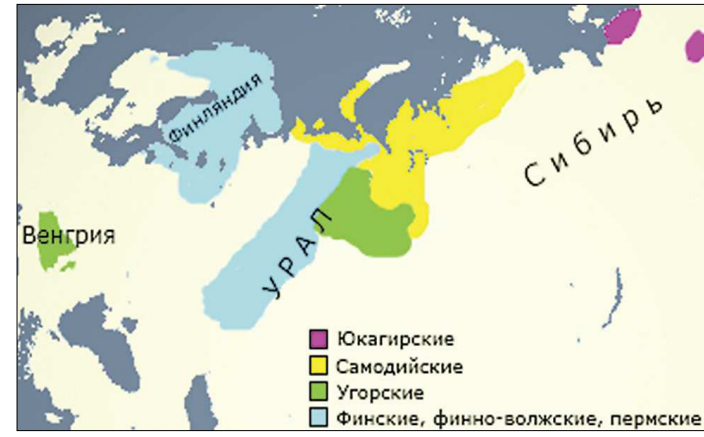 Финляндия
Сибирь
Венгрия
УРАЛ
Юкагирские
Самодийские
Угорские
Финские, финно-волжские, пермские